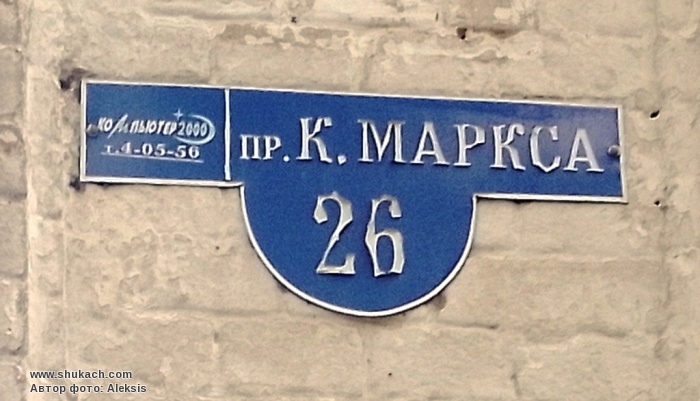 КОМПЬЮТЕР 2000
т.4-05-56
ПР. К. МАРКСА
26
www.shukach.com
Автор фото: Aleksis